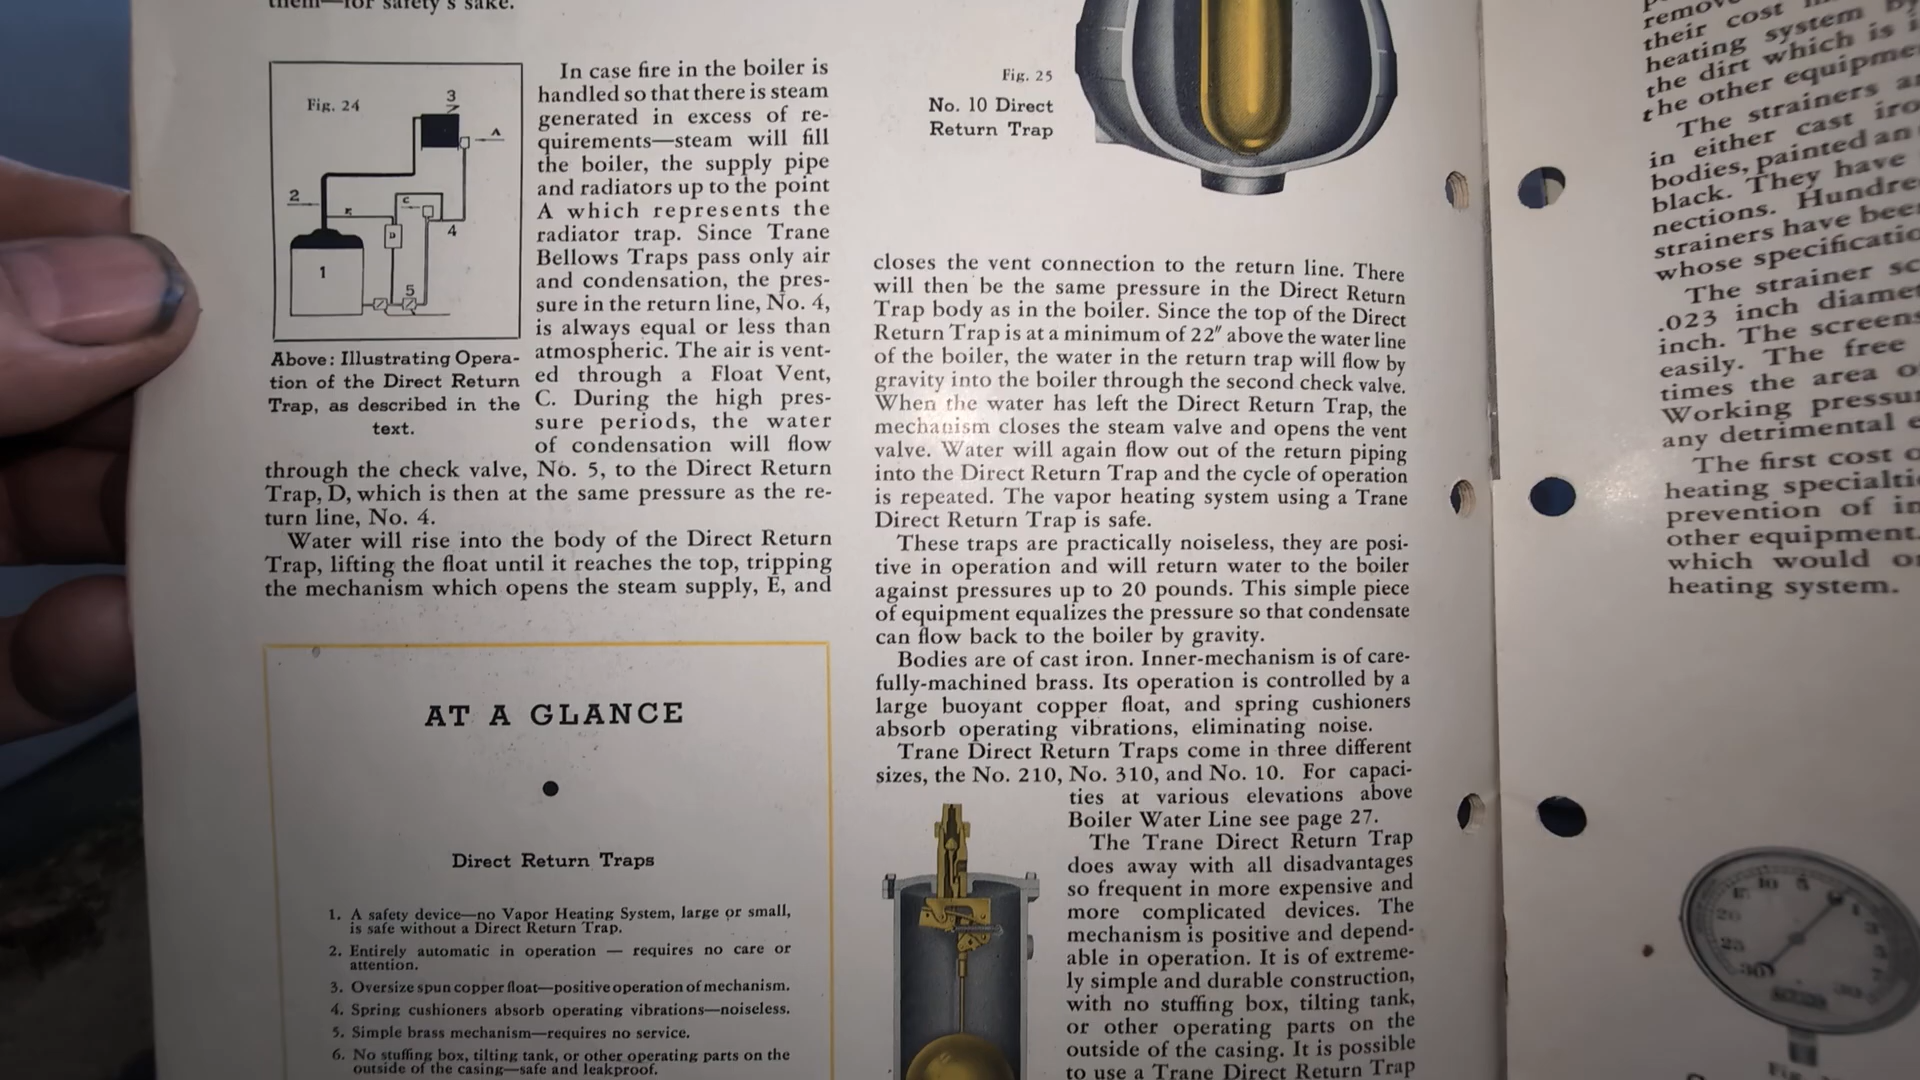 them—for safety's sake.
Fig. 24
3
A
2
E
C
D
4
1
5
Above: Illustrating Opera-
tion of the Direct Return
Trap, as described in the
text.
In case fire in the boiler is
handled so that there is steam
generated in excess of re-
quirements—steam will fill
the boiler, the supply pipe
and radiators up to the point
A which represents the
radiator trap. Since Trane
Bellows Traps pass only air
and condensation, the pres-
sure in the return line, No. 4,
is always equal or less than
atmospheric. The air is vent-
ed through a Float Vent,
C. During the high pres-
sure periods, the water
of condensation will flow
through the check valve, No. 5, to the Direct Return
Trap, D, which is then at the same pressure as the re-
turn line, No. 4.
Water will rise into the body of the Direct Return
Trap, lifting the float until it reaches the top, tripping
the mechanism which opens the steam supply, E, and
AT A GLANCE
Direct Return Traps
1. A safety device—no Vapor Heating System, large or small,
is safe without a Direct Return Trap.
2. Entirely automatic in operation — requires no care or
attention.
3. Oversize spun copper float—positive operation of mechanism.
4. Spring cushioners absorb operating vibrations—noiseless.
5. Simple brass mechanism—requires no service.
6. No stuffing box, tilting tank, or other operating parts on the
outside of the casing—safe and leakproof.
Fig. 25
No. 10 Direct
Return Trap
closes the vent connection to the return line. There
will then be the same pressure in the Direct Return
Trap body as in the boiler. Since the top of the Direct
Return Trap is at a minimum of 22" above the water line
of the boiler, the water in the return trap will flow by
gravity into the boiler through the second check valve.
When the water has left the Direct Return Trap, the
mechanism closes the steam valve and opens the vent
valve. Water will again flow out of the return piping
into the Direct Return Trap and the cycle of operation
is repeated. The vapor heating system using a Trane
Direct Return Trap is safe.
These traps are practically noiseless, they are posi-
tive in operation and will return water to the boiler
against pressures up to 20 pounds. This simple piece
of equipment equalizes the pressure so that condensate
can flow back to the boiler by gravity.
Bodies are of cast iron. Inner-mechanism is of care-
fully-machined brass. Its operation is controlled by a
large buoyant copper float, and spring cushioners
absorb operating vibrations, eliminating noise.
Trane Direct Return Traps come in three different
sizes, the No. 210, No. 310, and No. 10. For capaci-
ties at various elevations above
Boiler Water Line see page 27.
The Trane Direct Return Trap
does away with all disadvantages
so frequent in more expensive and
more complicated devices. The
mechanism is positive and depend-
able in operation. It is of extreme-
ly simple and durable construction,
with no stuffing box, tilting tank,
or other operating parts on the
outside of the casing. It is possible
to use a Trane Direct Return Trap
their cost
heating system
the dirt which is
the other
The strainers
in either cast
bodies, painted
black. They have
nections.
strainers have
whose
The strainer
.023 inch
inch. The screens
easily. The free
times the area
Working
any detrimental
The first cost
heating
prevention of
other equipment.
which would
heating system.